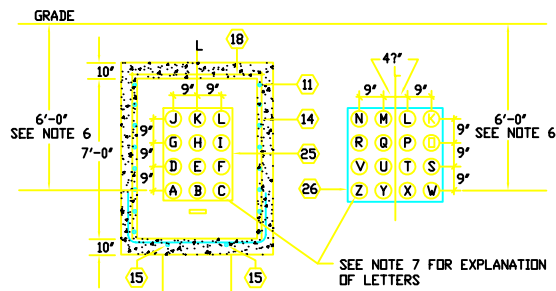 GRADE
L
18
4?"
10"
9" 9"
9" 9"
11
J K L
N M L K
14
6'-0"
SEE NOTE 6
9"
G H I
R Q P O
9"
6'-0"
SEE NOTE 6
7'-0"
9"
D E F
25
V U T S
9"
9"
A B C
26
Z Y X W
9"
10"
15
15
SEE NOTE 7 FOR EXPLANATION
OF LETTERS